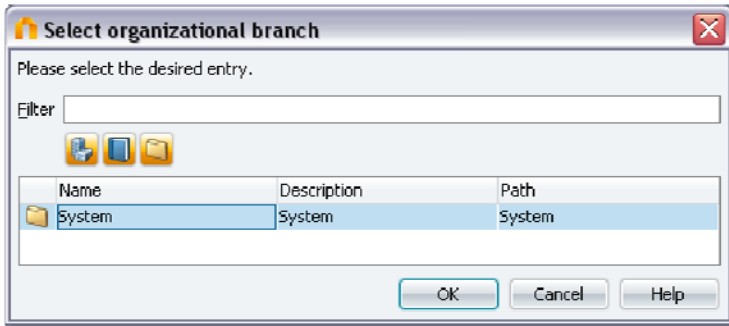 Select organizational branch
Please select the desired entry.
Filter
Name Description Path
System System System
OK Cancel Help